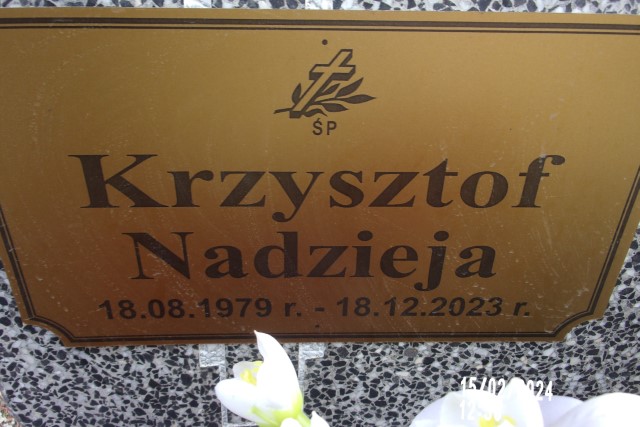 ŚP
Krzysztof
Nadzieja
18.08.1979 r. - 18.12.2023 r.